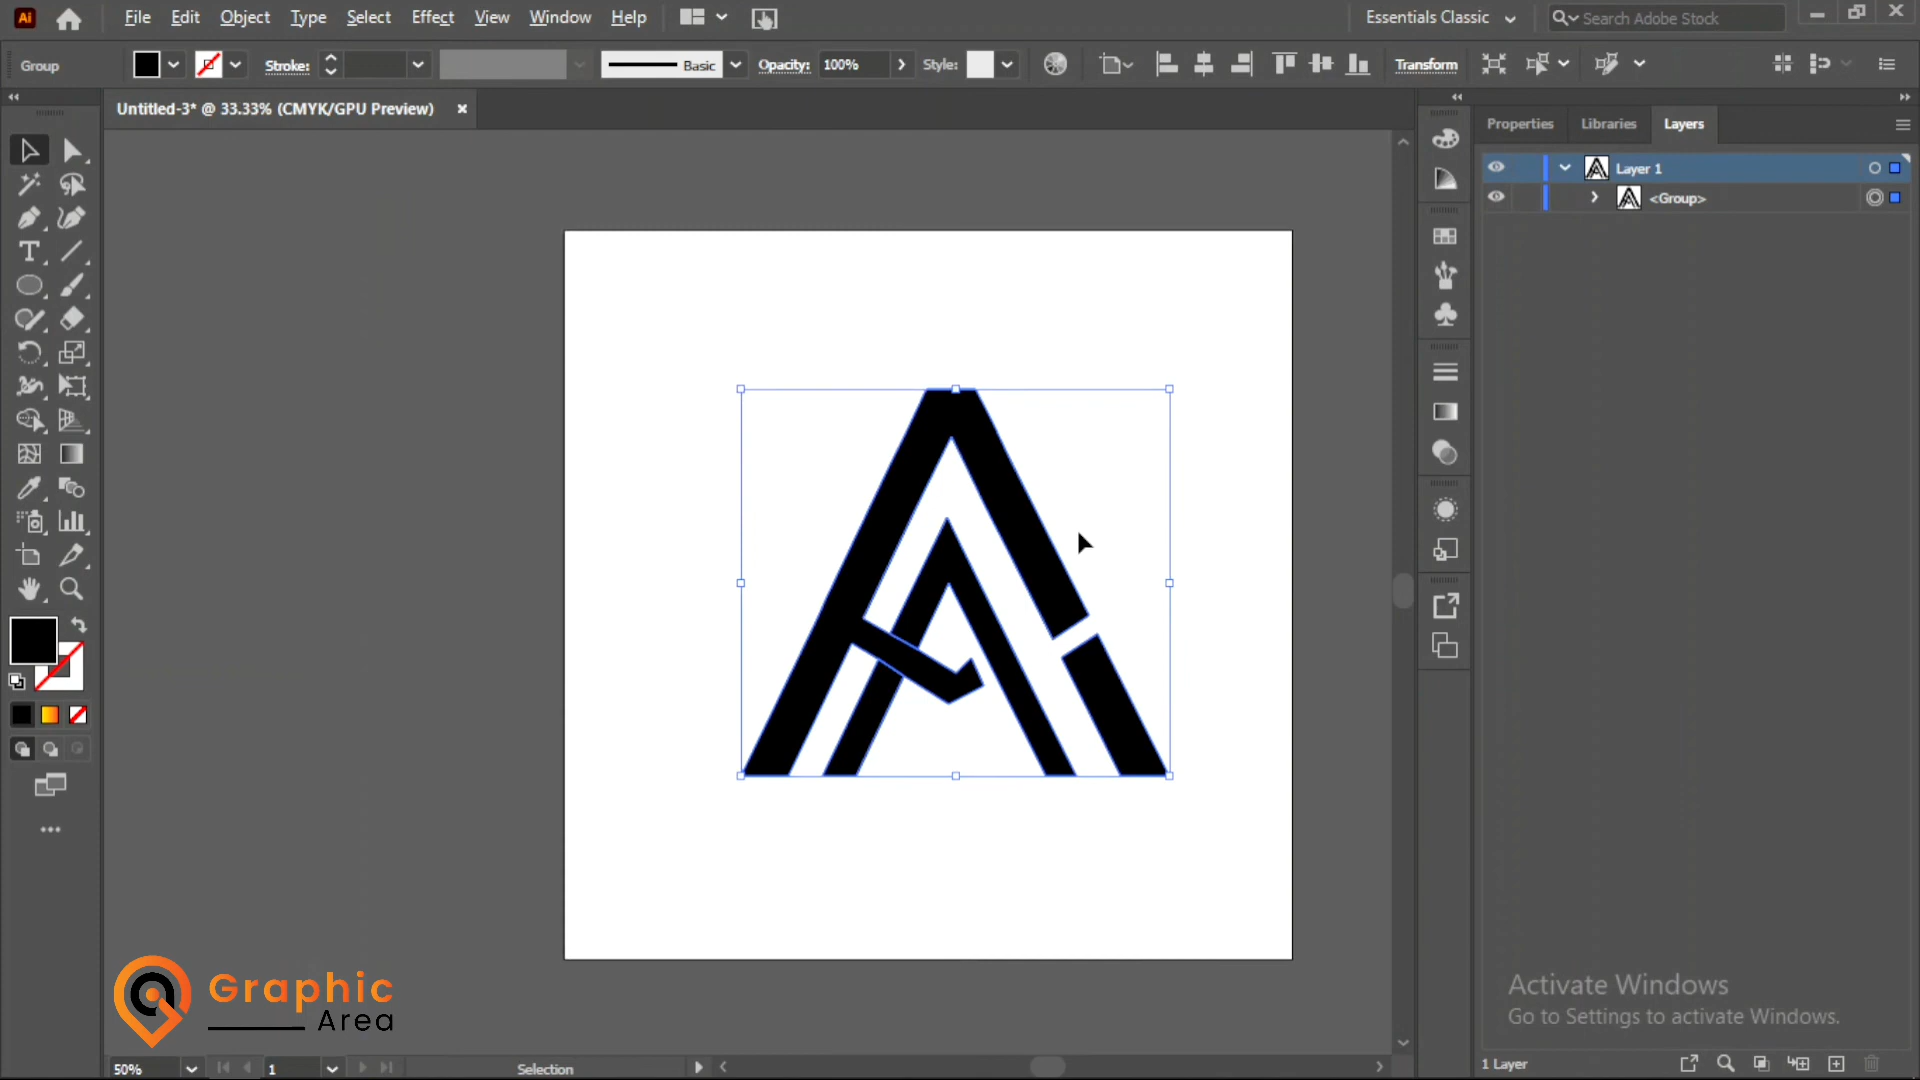 Ai File Edit Object Type Select Effect View Window Help Essentials Classic Search Adobe Stock
Group Stroke: Basic Opacity: 100% Style: Transform
Untitled-3* @ 33.33% (CMYK/GPU Preview)
Properties Libraries Layers
Layer 1
<Group>
Graphic
Area
Activate Windows
Go to Settings to activate Windows.
50% 1 Selection 1 Layer